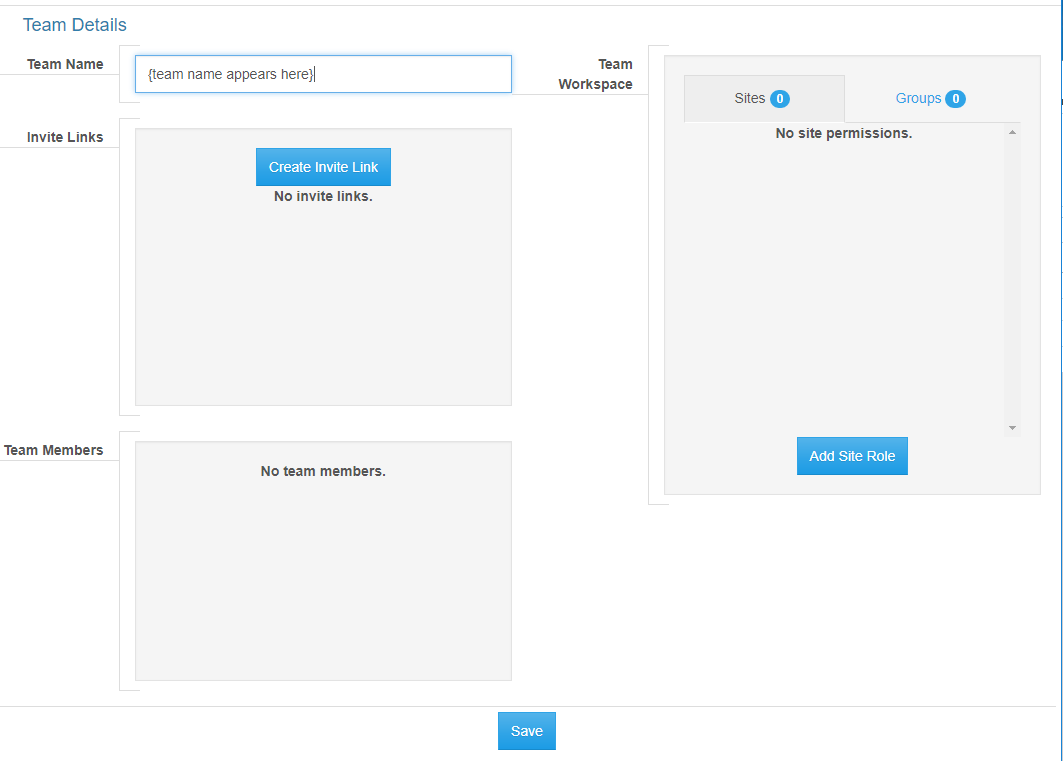 Team Details
Team Name
{team name appears here}
Team
Workspace
Sites 0
Groups 0
No site permissions.
Add Site Role
Invite Links
Create Invite Link
No invite links.
Team Members
No team members.
Save